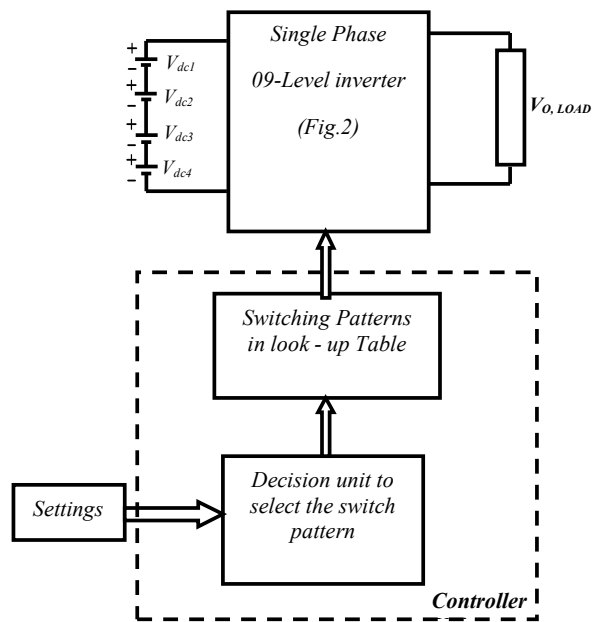 Single Phase
09-Level inverter
(Fig.2)
+
−
Vdc1
+
−
Vdc2
+
−
Vdc3
+
−
Vdc4
VO, LOAD
Switching Patterns
in look - up Table
Decision unit to
select the switch
pattern
Settings
Controller